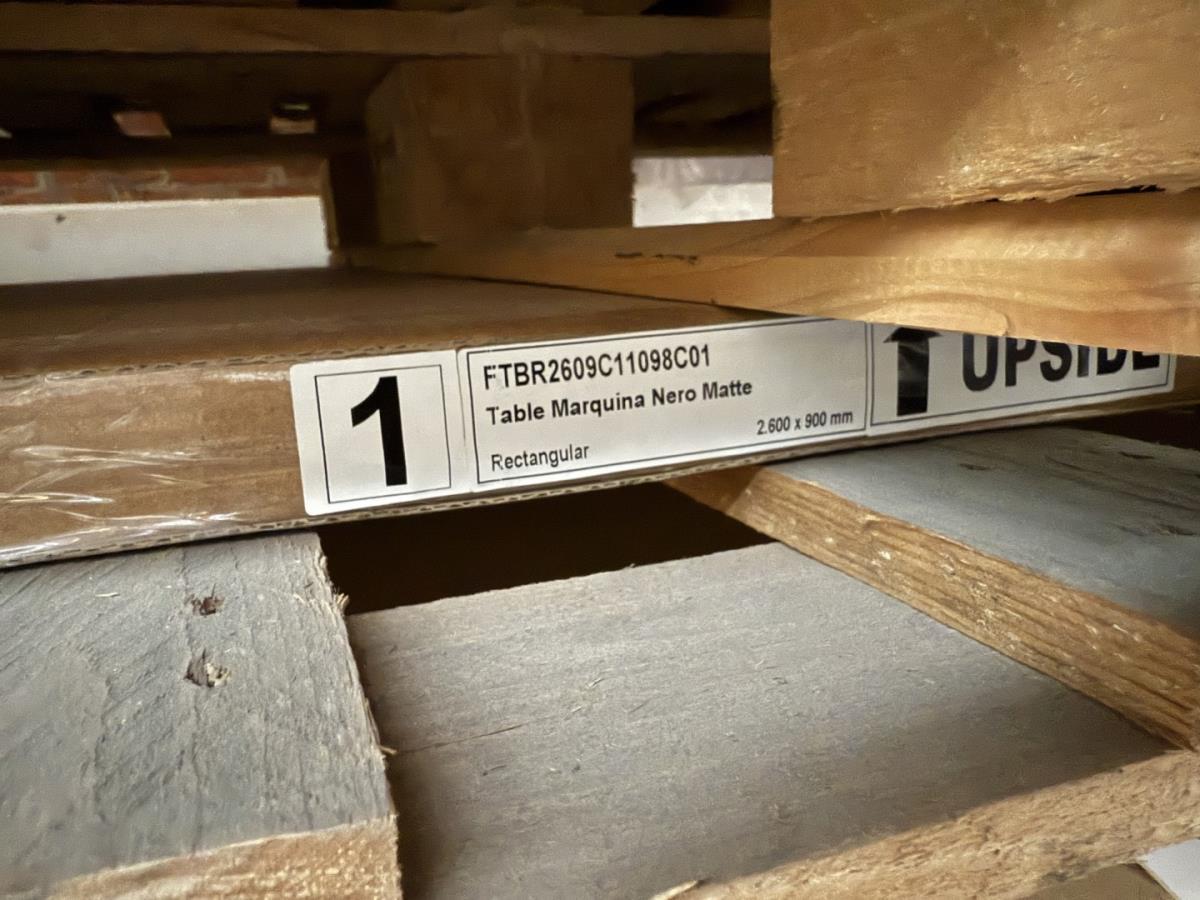 1
FTBR2609C11098C01
Table Marquina Nero Matte
2.600 x 900 mm
Rectangular
UPSIDE